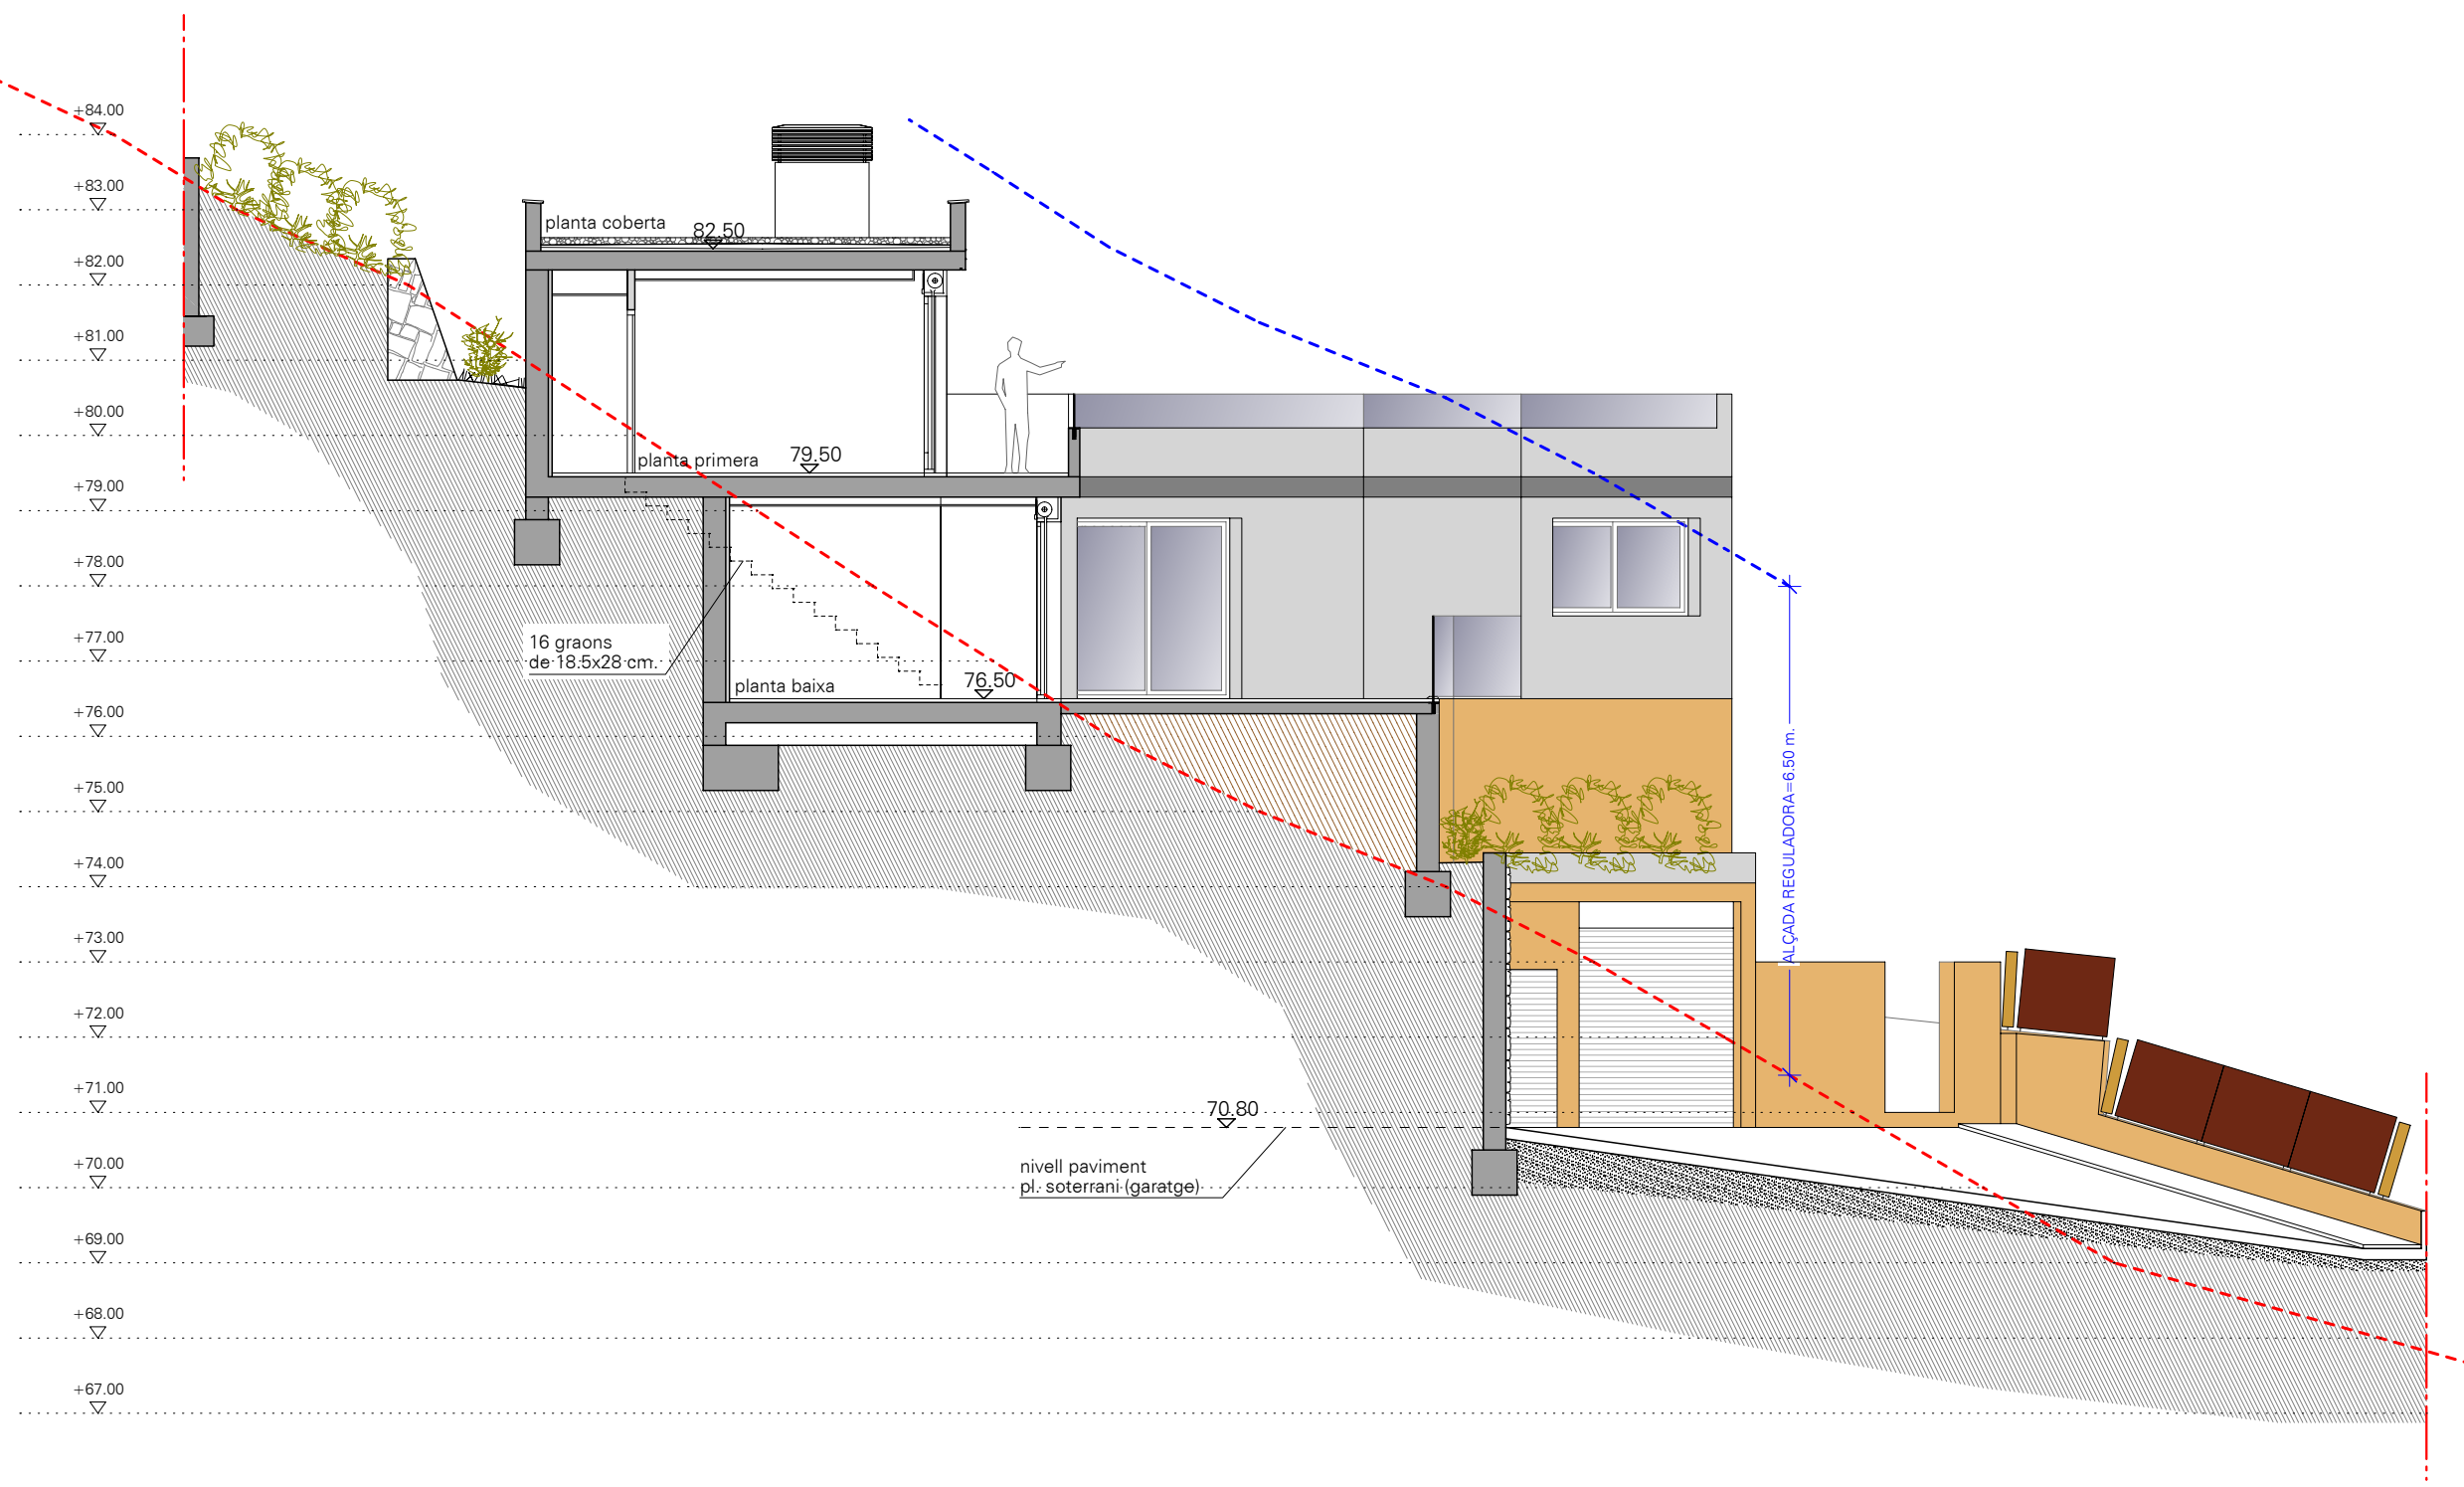 +84.00
+83.00
planta coberta
82.50
+82.00
+81.00
+80.00
planta primera
79.50
+79.00
+78.00
+77.00
16 graons
de 18.5x28 cm.
planta baixa
76.50
+76.00
+75.00
ALÇADA REGULADORA=6.50 m.
+74.00
+73.00
+72.00
+71.00
70.80
nivell paviment
pl. soterrani (garatge)
+70.00
+69.00
+68.00
+67.00